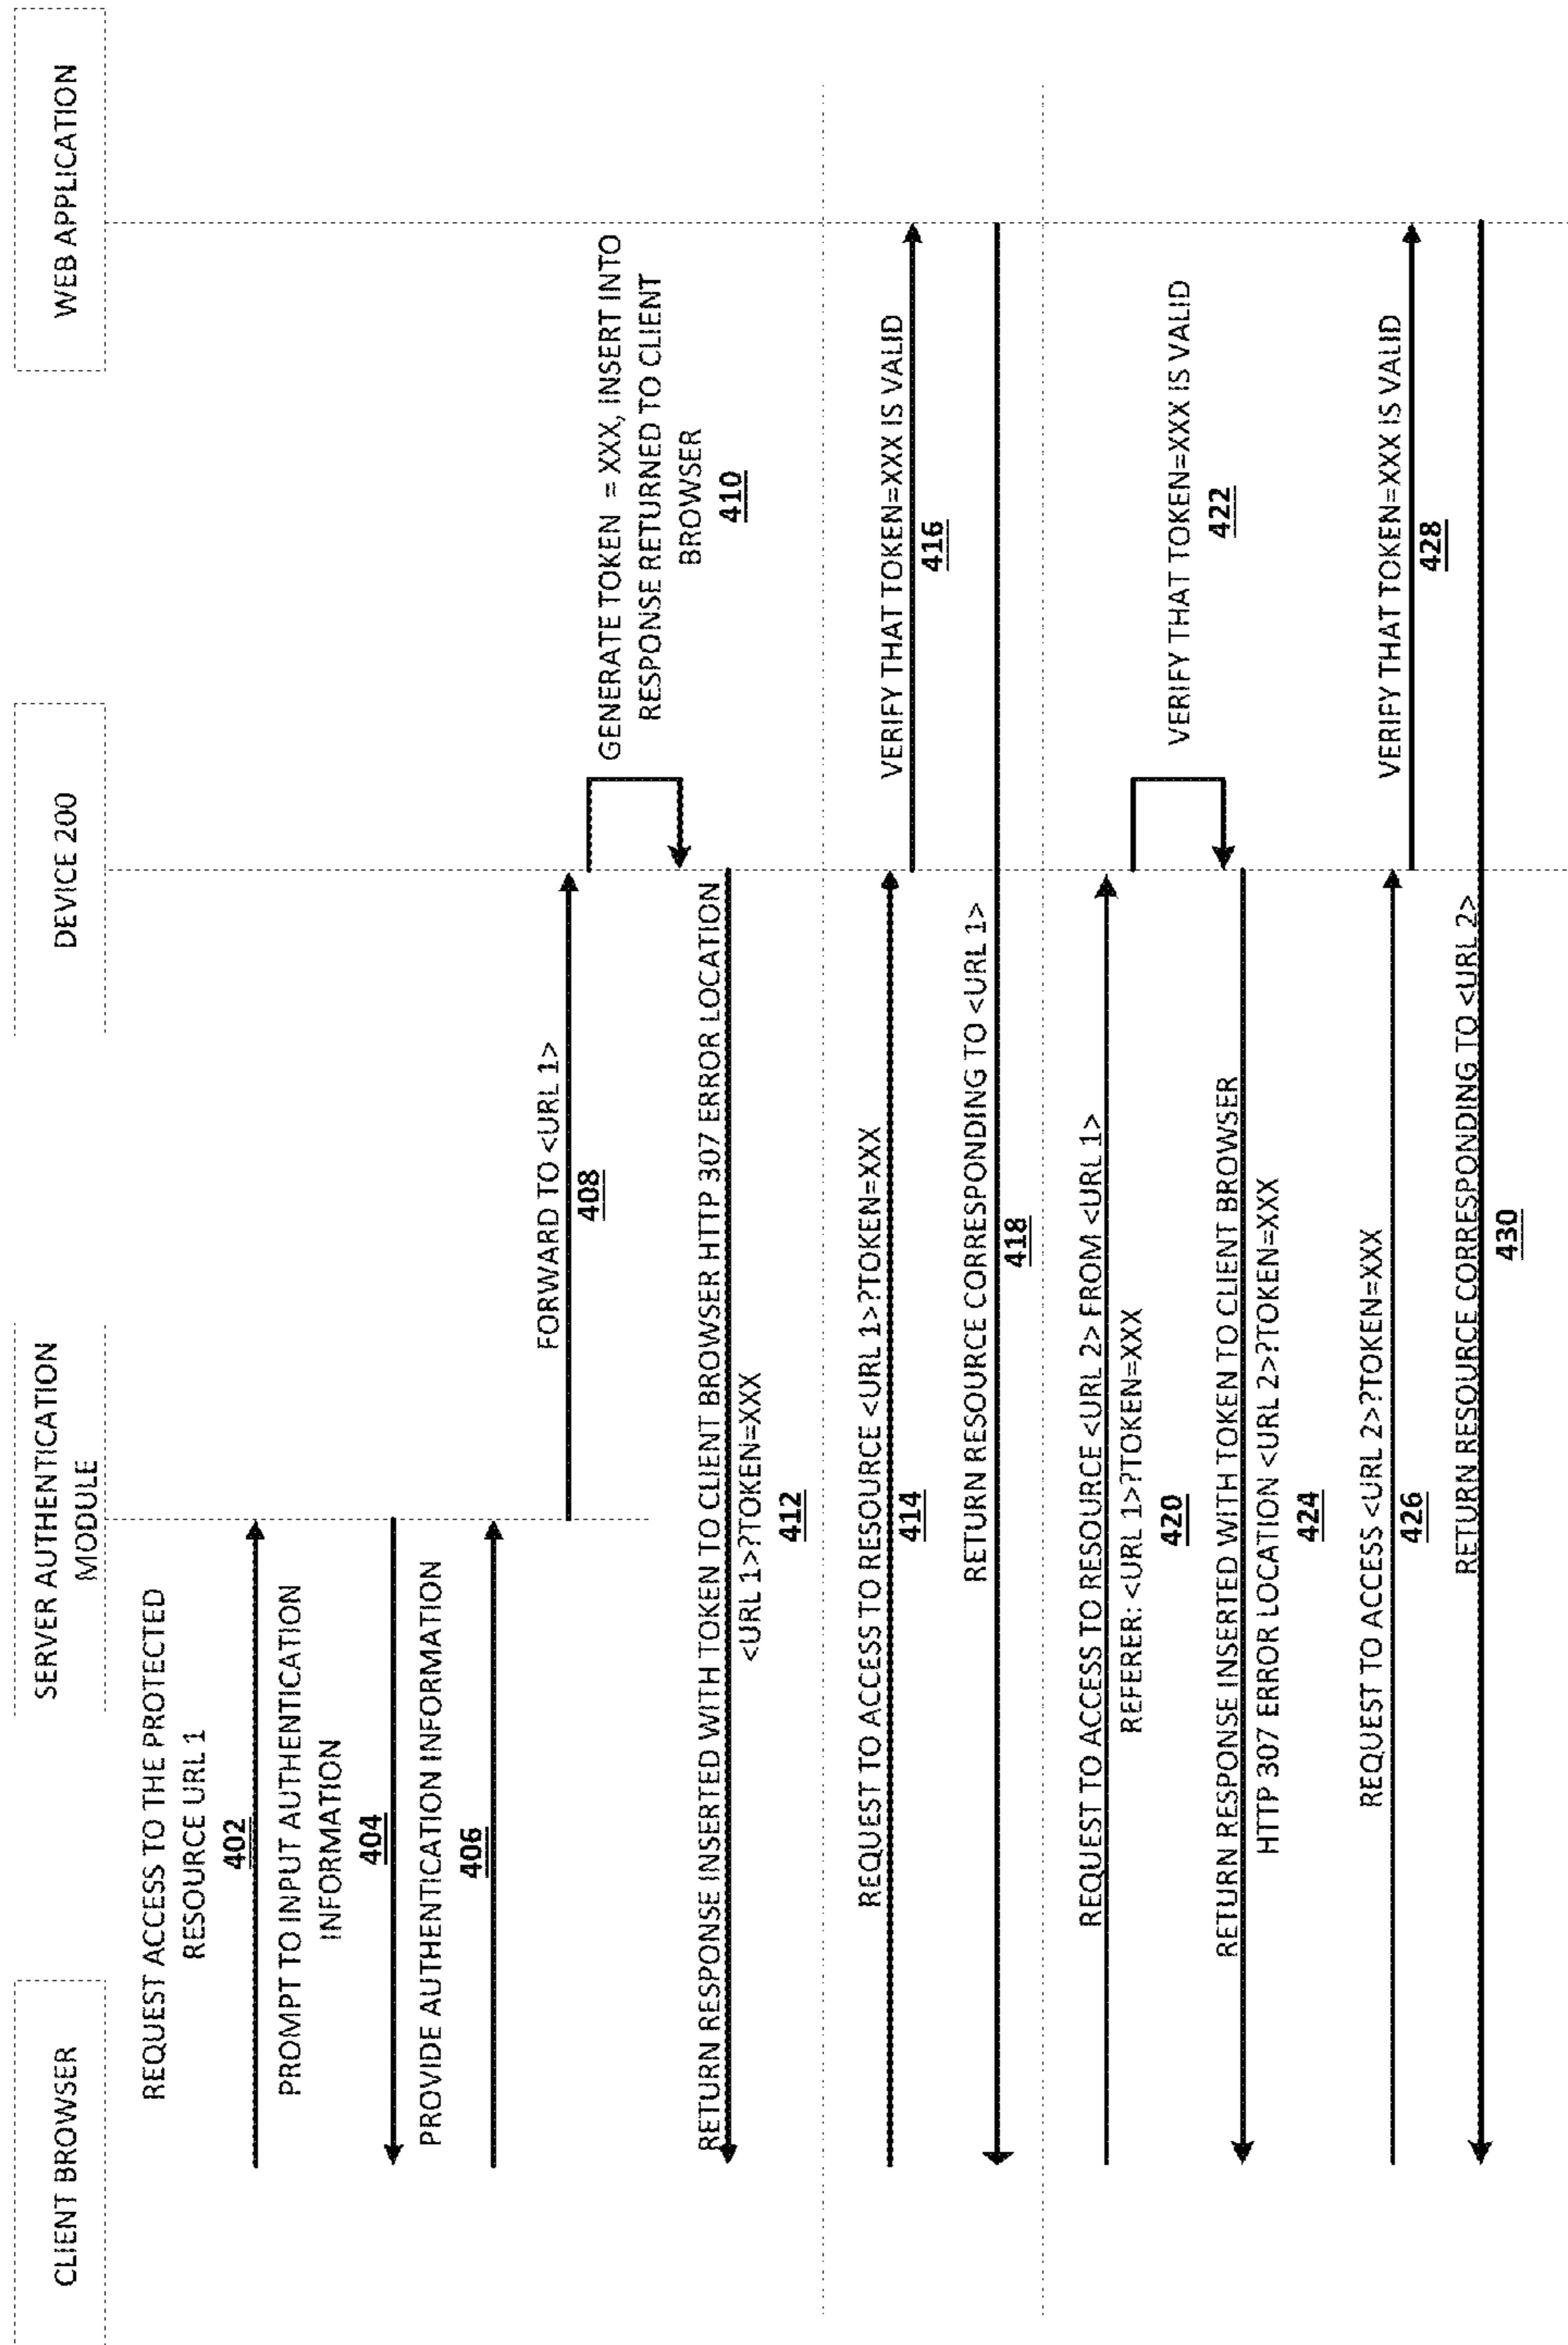 CLIENT BROWSER
SERVER AUTHENTICATION
MODULE
DEVICE 200
WEB APPLICATION
REQUEST ACCESS TO THE PROTECTED
RESOURCE URL 1
402
PROMPT TO INPUT AUTHENTICATION
INFORMATION
404
PROVIDE AUTHENTICATION INFORMATION
406
FORWARD TO <URL 1>
408
GENERATE TOKEN = XXX, INSERT INTO
RESPONSE RETURNED TO CLIENT
BROWSER
410
RETURN RESPONSE INSERTED WITH TOKEN TO CLIENT BROWSER HTTP 307 ERROR LOCATION
<URL 1>?TOKEN=XXX
412
REQUEST TO ACCESS TO RESOURCE <URL 1>?TOKEN=XXX
414
VERIFY THAT TOKEN=XXX IS VALID
416
RETURN RESOURCE CORRESPONDING TO <URL 1>
418
REQUEST TO ACCESS TO RESOURCE <URL 2> FROM <URL 1>
REFERER: <URL 1>?TOKEN=XXX
420
VERIFY THAT TOKEN=XXX IS VALID
422
RETURN RESPONSE INSERTED WITH TOKEN TO CLIENT BROWSER
HTTP 307 ERROR LOCATION <URL 2>?TOKEN=XXX
424
REQUEST TO ACCESS <URL 2>?TOKEN=XXX
426
VERIFY THAT TOKEN=XXX IS VALID
428
RETURN RESOURCE CORRESPONDING TO <URL 2>
430